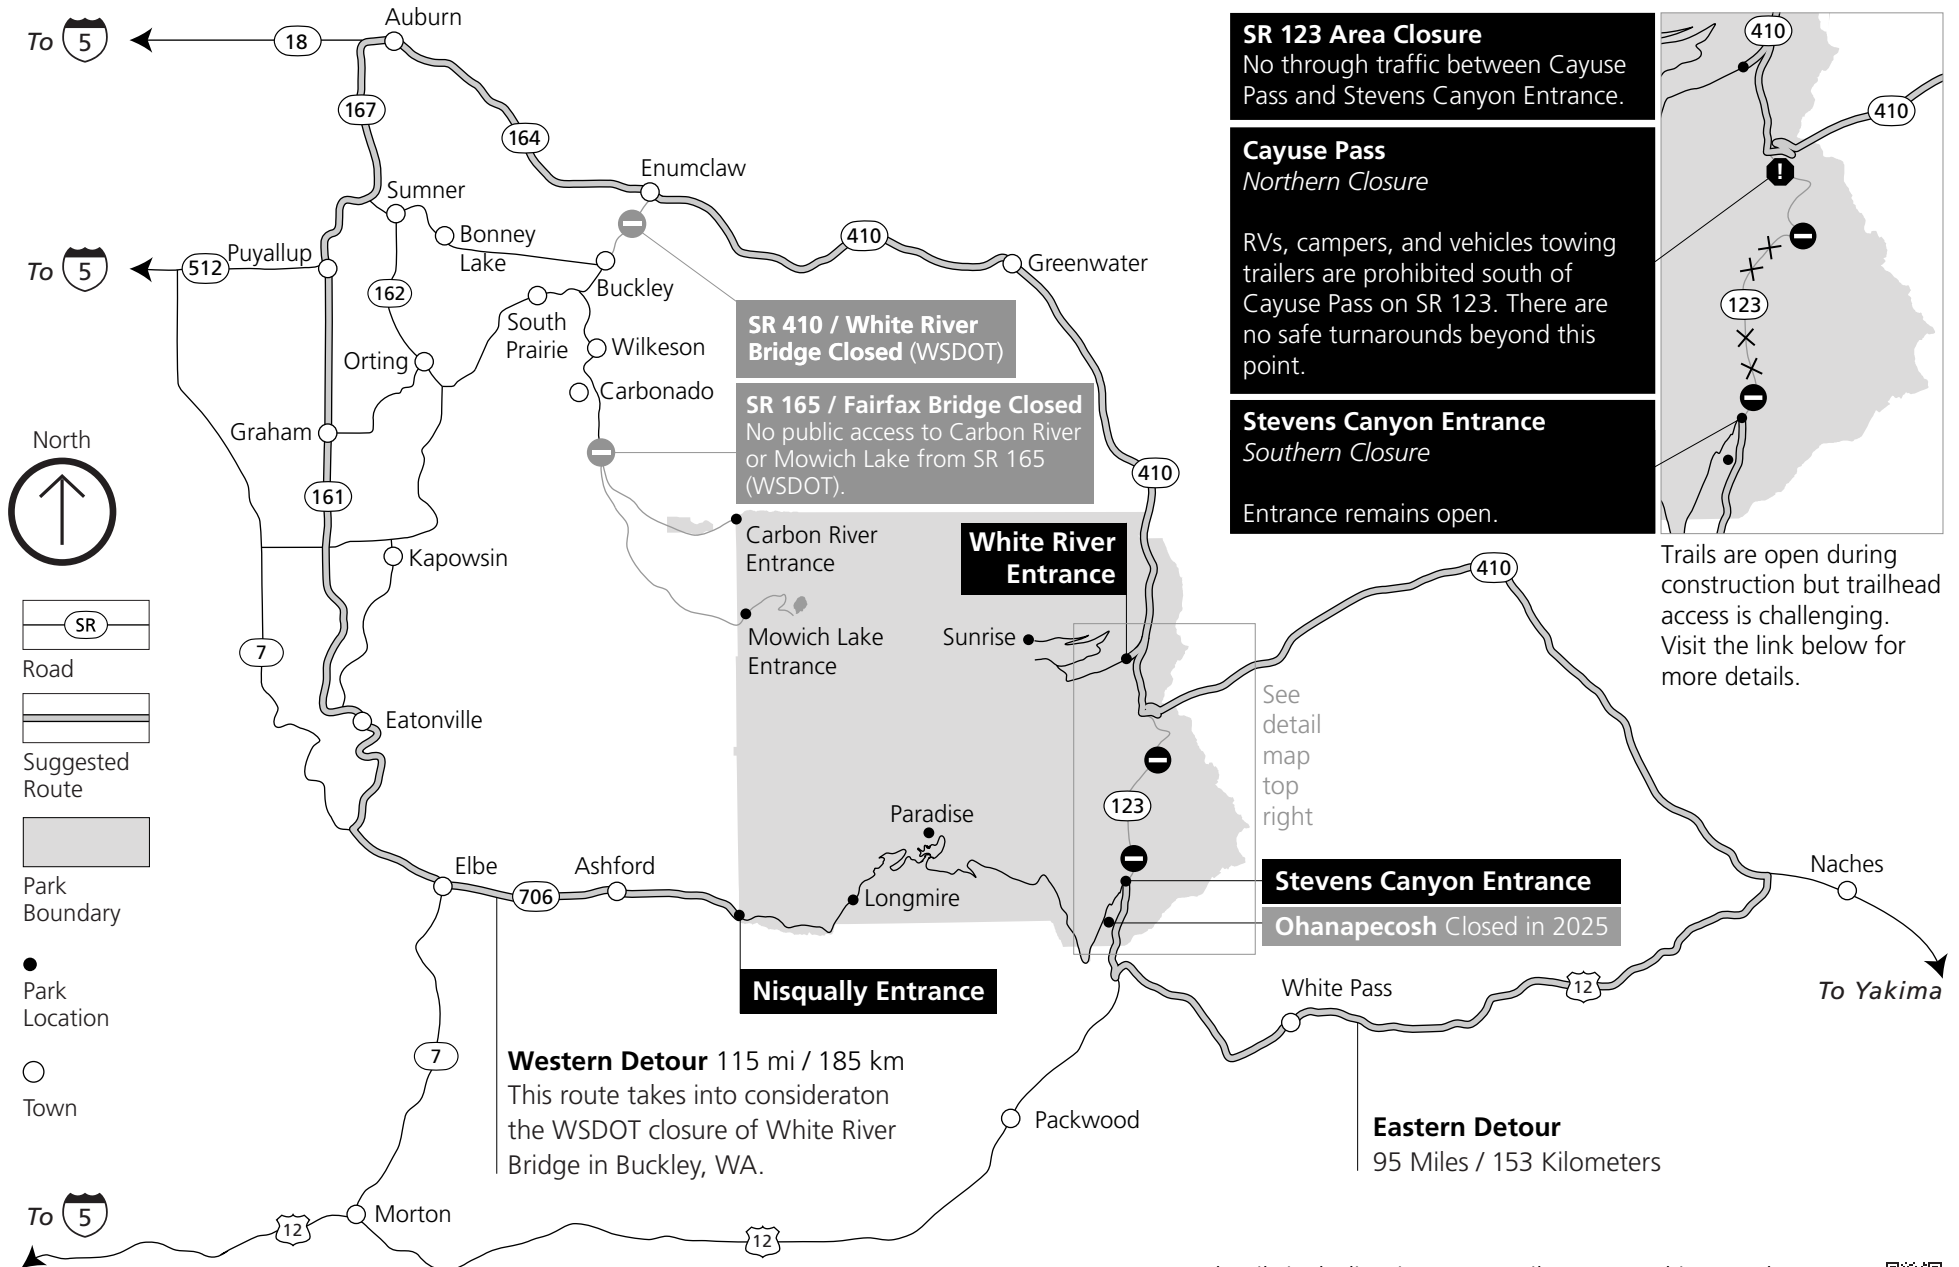 To 5
18
Auburn
167
164
Enumclaw
Sumner
Bonney
Lake
410
Greenwater
To 5
512
Puyallup
162
Buckley
South
Prairie
Wilkeson
Orting
Carbonado
Graham
161
Kapowsin
7
Eatonville
Elbe
706
Ashford
7
Morton
To 5
12
12
Packwood
North
SR
Road
Suggested
Route
Park
Boundary
Park
Location
Town
SR 410 / White River
Bridge Closed (WSDOT)
SR 165 / Fairfax Bridge Closed
No public access to Carbon River
or Mowich Lake from SR 165
(WSDOT).
410
Carbon River
Entrance
White River
Entrance
Mowich Lake
Entrance
Sunrise
410
See
detail
map
top
right
123
Paradise
Longmire
Stevens Canyon Entrance
Ohanapecosh Closed in 2025
Nisqually Entrance
White Pass
12
Naches
To Yakima
Western Detour 115 mi / 185 km
This route takes into consideraton
the WSDOT closure of White River
Bridge in Buckley, WA.
Eastern Detour
95 Miles / 153 Kilometers
SR 123 Area Closure
No through traffic between Cayuse
Pass and Stevens Canyon Entrance.
Cayuse Pass
Northern Closure
RVs, campers, and vehicles towing
trailers are prohibited south of
Cayuse Pass on SR 123. There are
no safe turnarounds beyond this
point.
Stevens Canyon Entrance
Southern Closure
Entrance remains open.
410
410
!
123
Trails are open during
construction but trailhead
access is challenging.
Visit the link below for
more details.